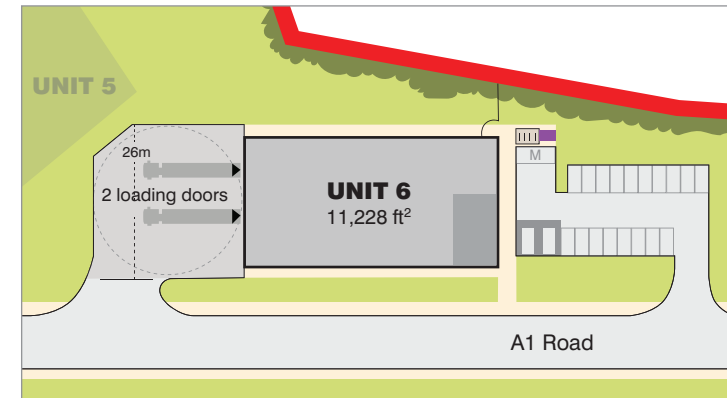 UNIT 5
26m
2 loading doors
UNIT 6
11,228 ft²
M
A1 Road